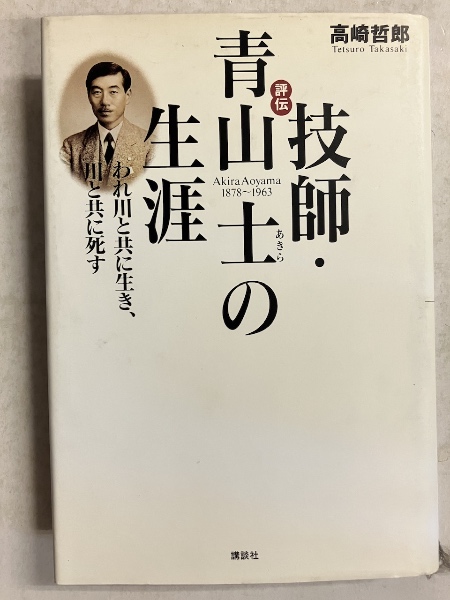 高崎哲郎
Tetsuro Takasaki
評伝
技師・
青山士の
あきら
Akira Aoyama
1878～1963
生涯
われ川と共に生き、
川と共に死す
講談社